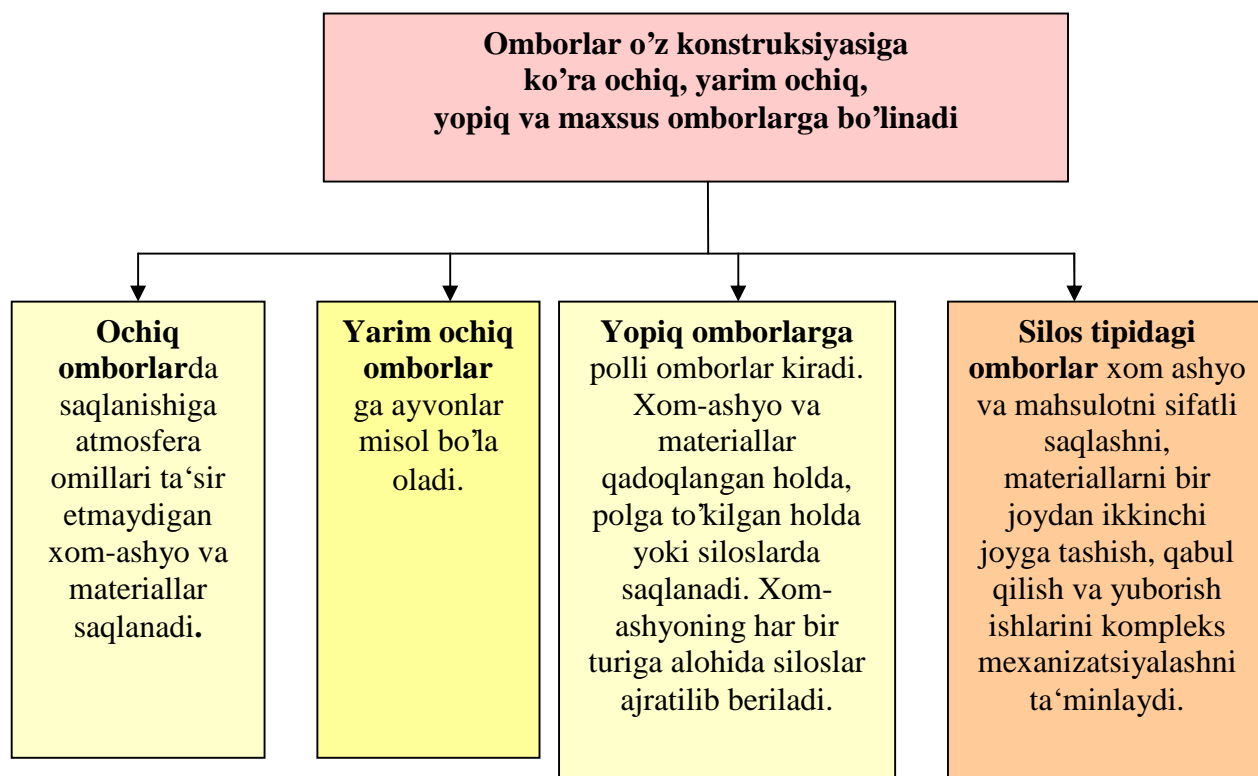 Omborlar o’z konstruksiyasiga
ko’ra ochiq, yarim ochiq,
yopiq va maxsus omborlarga bo’linadi
Ochiq
omborlarda
saqlanishiga
atmosfera
omillari ta‘sir
etmaydigan
xom-ashyo va
materiallar
saqlanadi.
Yarim ochiq
omborlar
ga ayvonlar
misol bo’la
oladi.
Yopiq omborlarga
polli omborlar kiradi.
Xom-ashyo va
materiallar
qadoqlangan holda,
polga to’kilgan holda
yoki siloslarda
saqlanadi. Xom-
ashyoning har bir
turiga alohida siloslar
ajratilib beriladi.
Silos tipidagi
omborlar xom ashyo
va mahsulotni sifatli
saqlashni,
materiallarni bir
joydan ikkinchi
joyga tashish, qabul
qilish va yuborish
ishlarini kompleks
mexanizatsiyalashni
ta‘minlaydi.